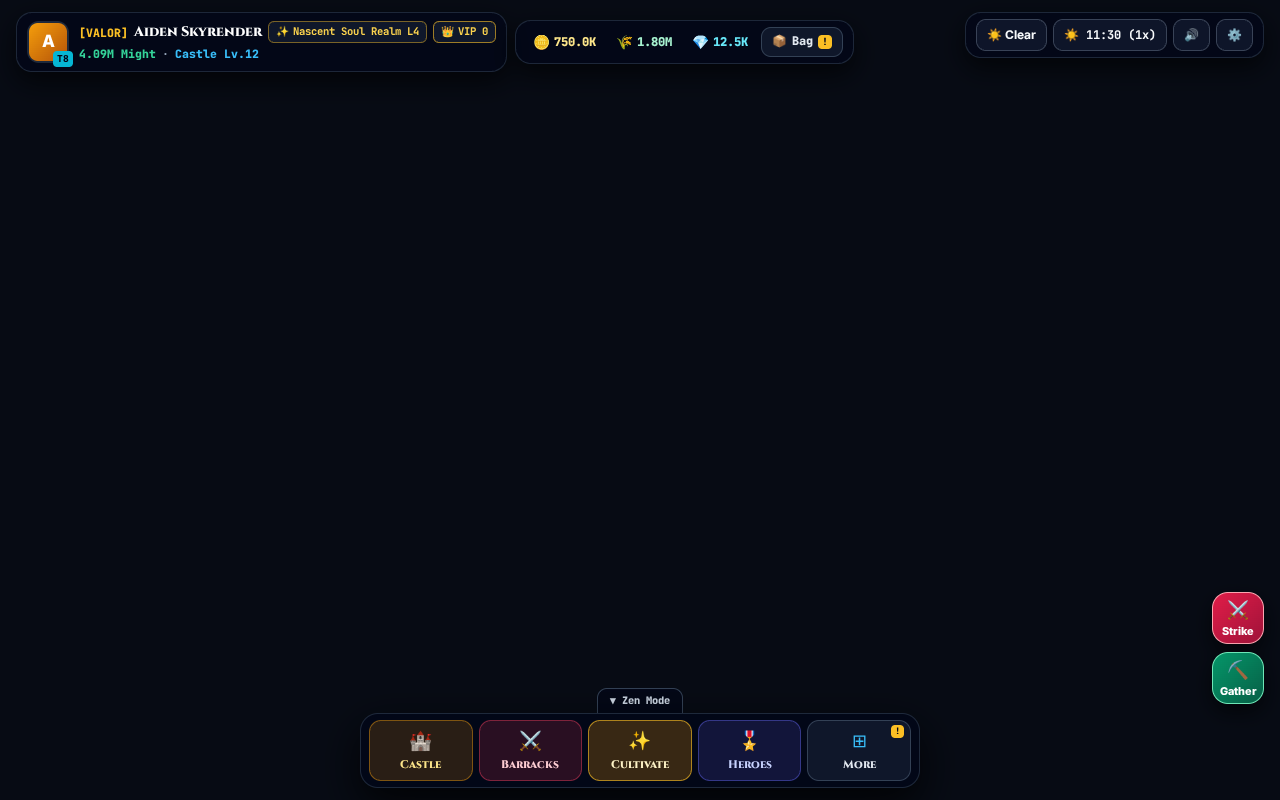 A
T8
[VALOR] Aiden Skyrender
✨ Nascent Soul Realm L4
👑 VIP 0
4.09M Might · Castle Lv.12
750.0K
1.80M
12.5K
Bag !
Clear
11:30 (1x)
Strike
Gather
▼ Zen Mode
Castle
Barracks
Cultivate
Heroes
More
!